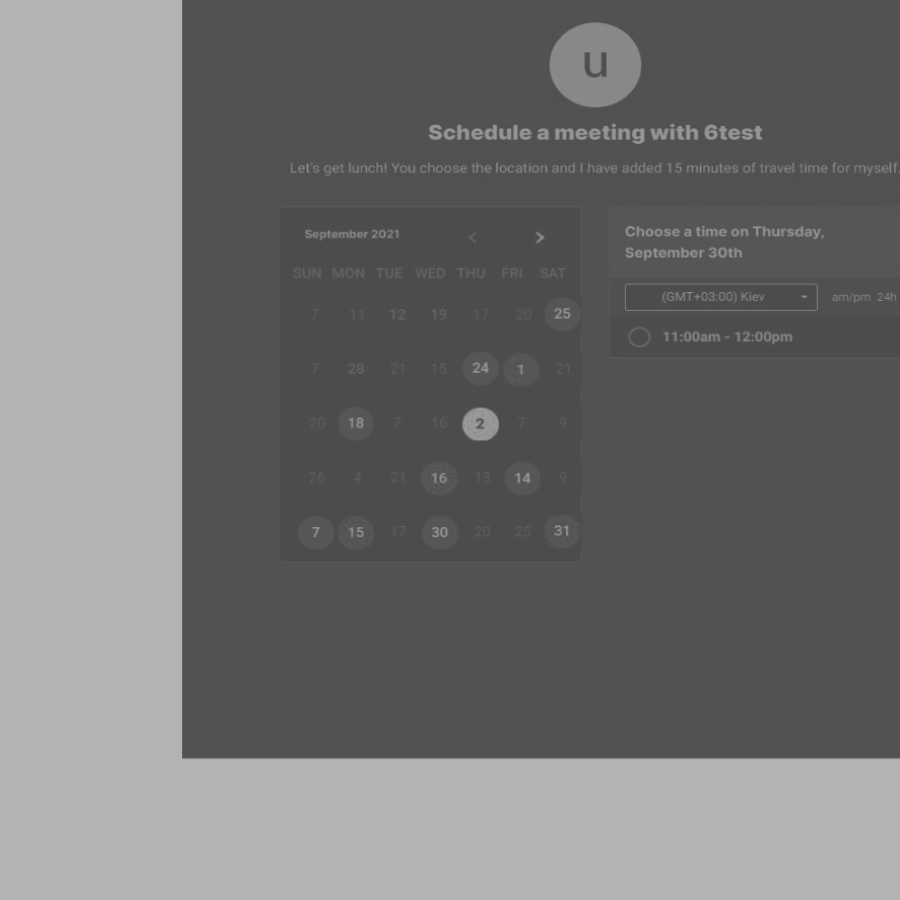 u
Schedule a meeting with 6test
Let's get lunch! You choose the location and I have added 15 minutes of travel time for myself.
September 2021
SUN MON TUE WED THU FRI SAT
7 11 12 19 17 20 25
7 28 21 15 24 1 21
20 18 7 16 2 7 9
26 4 21 16 13 14 9
7 15 17 30 20 25 31
Choose a time on Thursday,
September 30th
(GMT+03:00) Kiev am/pm 24h
11:00am - 12:00pm